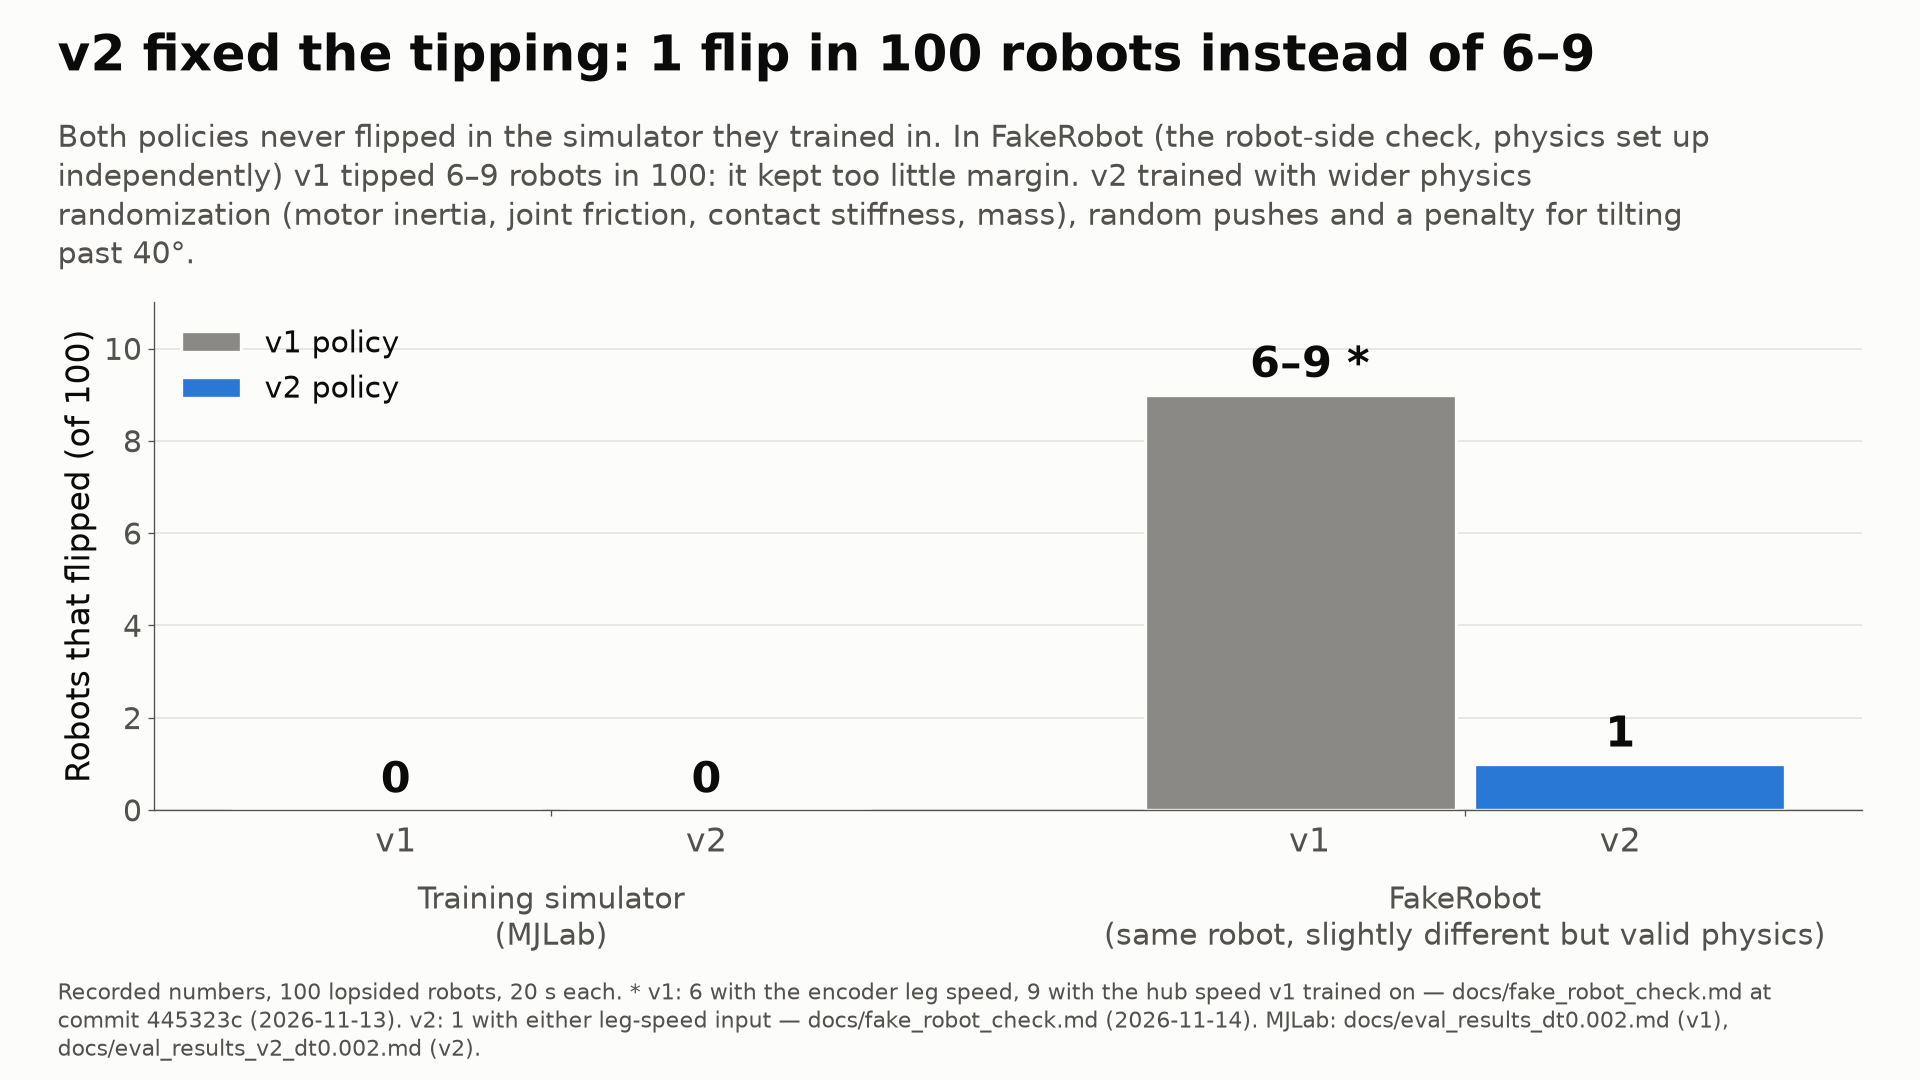 v2 fixed the tipping: 1 flip in 100 robots instead of 6–9
Both policies never flipped in the simulator they trained in. In FakeRobot (the robot-side check, physics set up
independently) v1 tipped 6–9 robots in 100: it kept too little margin. v2 trained with wider physics
randomization (motor inertia, joint friction, contact stiffness, mass), random pushes and a penalty for tilting
past 40°.
Robots that flipped (of 100)
10
8
6
4
2
0
v1 policy
v2 policy
0
0
6–9 *
1
v1
v2
v1
v2
Training simulator
(MJLab)
FakeRobot
(same robot, slightly different but valid physics)
Recorded numbers, 100 lopsided robots, 20 s each. * v1: 6 with the encoder leg speed, 9 with the hub speed v1 trained on — docs/fake_robot_check.md at
commit 445323c (2026-11-13). v2: 1 with either leg-speed input — docs/fake_robot_check.md (2026-11-14). MJLab: docs/eval_results_dt0.002.md (v1),
docs/eval_results_v2_dt0.002.md (v2).